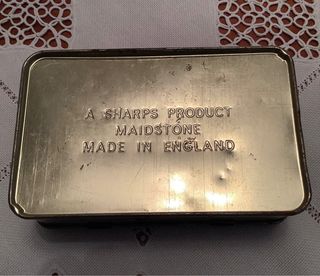 A SHARPS PRODUCT
MAIDSTONE
MADE IN ENGLAND